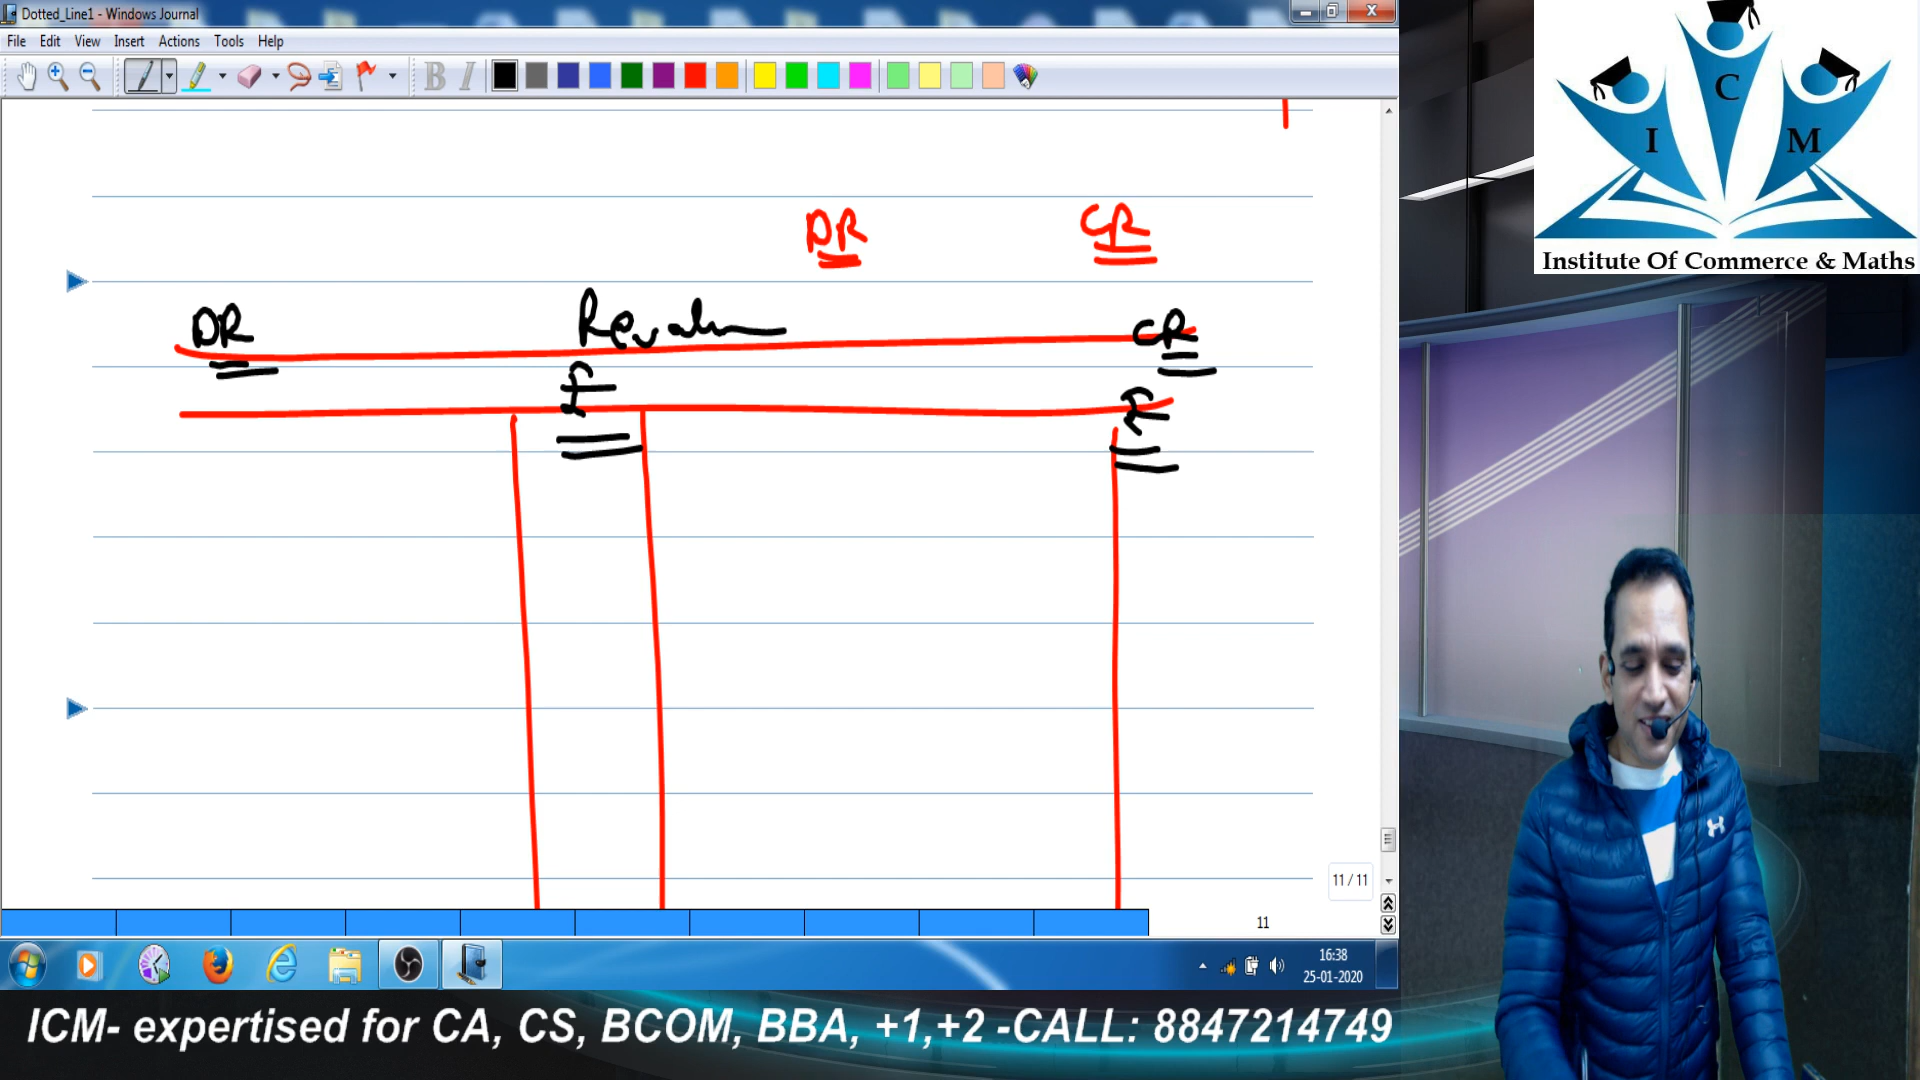 Dotted_Line1 - Windows Journal
File Edit View Insert Actions Tools Help
B I
I C M
Institute Of Commerce & Maths
DR CR
DR CR
11 / 11
11
16:38
25-01-2020
ICM- expertised for CA, CS, BCOM, BBA, +1,+2 -CALL: 8847214749